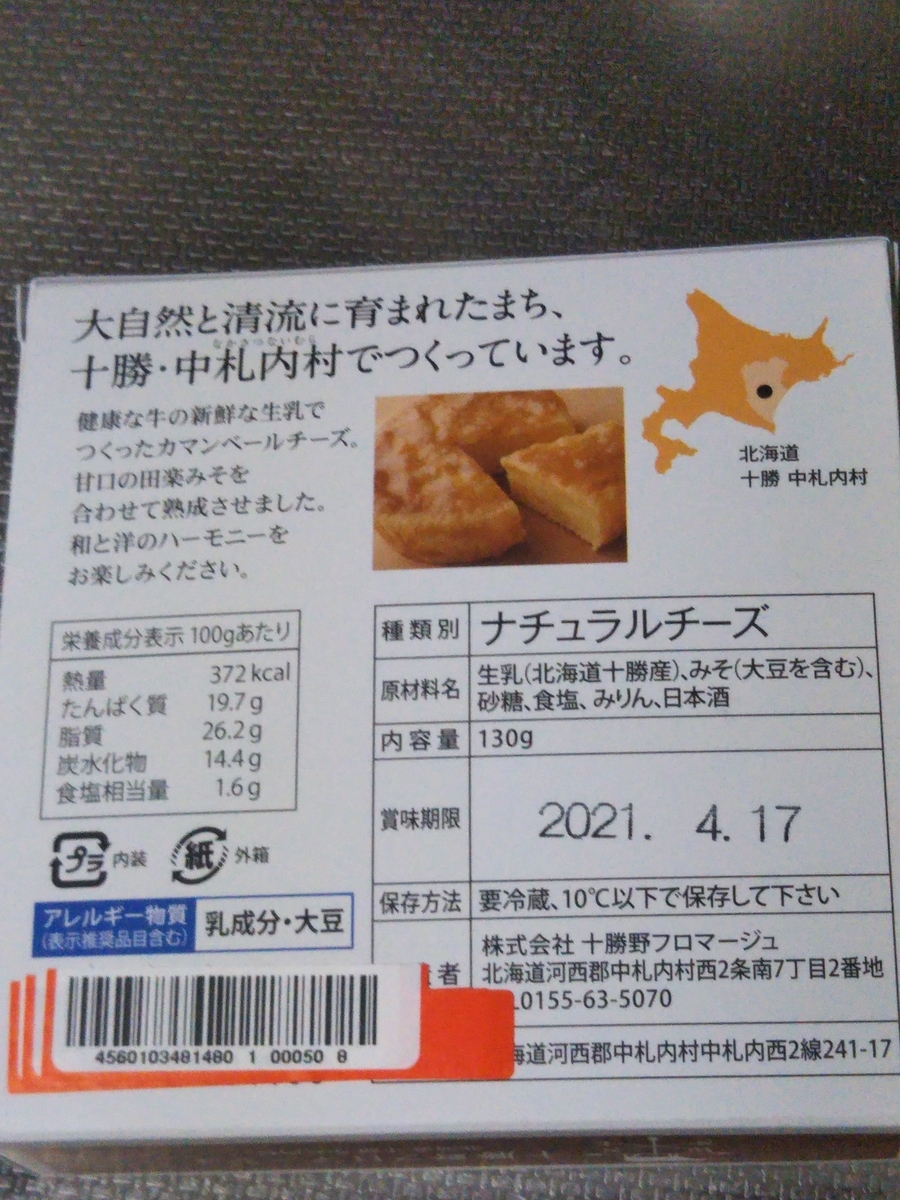 大自然と清流に育まれたまち、
なかさつないむら
十勝・中札内村でつくっています。
健康な牛の新鮮な生乳で
つくったカマンベールチーズ。
甘口の田楽みそを
合わせて熟成させました。
和と洋のハーモニーを
お楽しみください。
北海道
十勝 中札内村
栄養成分表示 100gあたり
熱量 372kcal
たんぱく質 19.7g
脂質 26.2g
炭水化物 14.4g
食塩相当量 1.6g
プラ 内装 紙 外箱
アレルギー物質
(表示推奨品目含む)
乳成分・大豆
種類別 ナチュラルチーズ
原材料名 生乳(北海道十勝産)、みそ(大豆を含む)、
砂糖、食塩、みりん、日本酒
内容量 130g
賞味期限 2021. 4. 17
保存方法 要冷蔵、10℃以下で保存して下さい
者 株式会社 十勝野フロマージュ
北海道河西郡中札内村西2条南7丁目2番地
0155-63-5070
海道河西郡中札内村中札内西2線241-17
4560103481480 1 00050 8